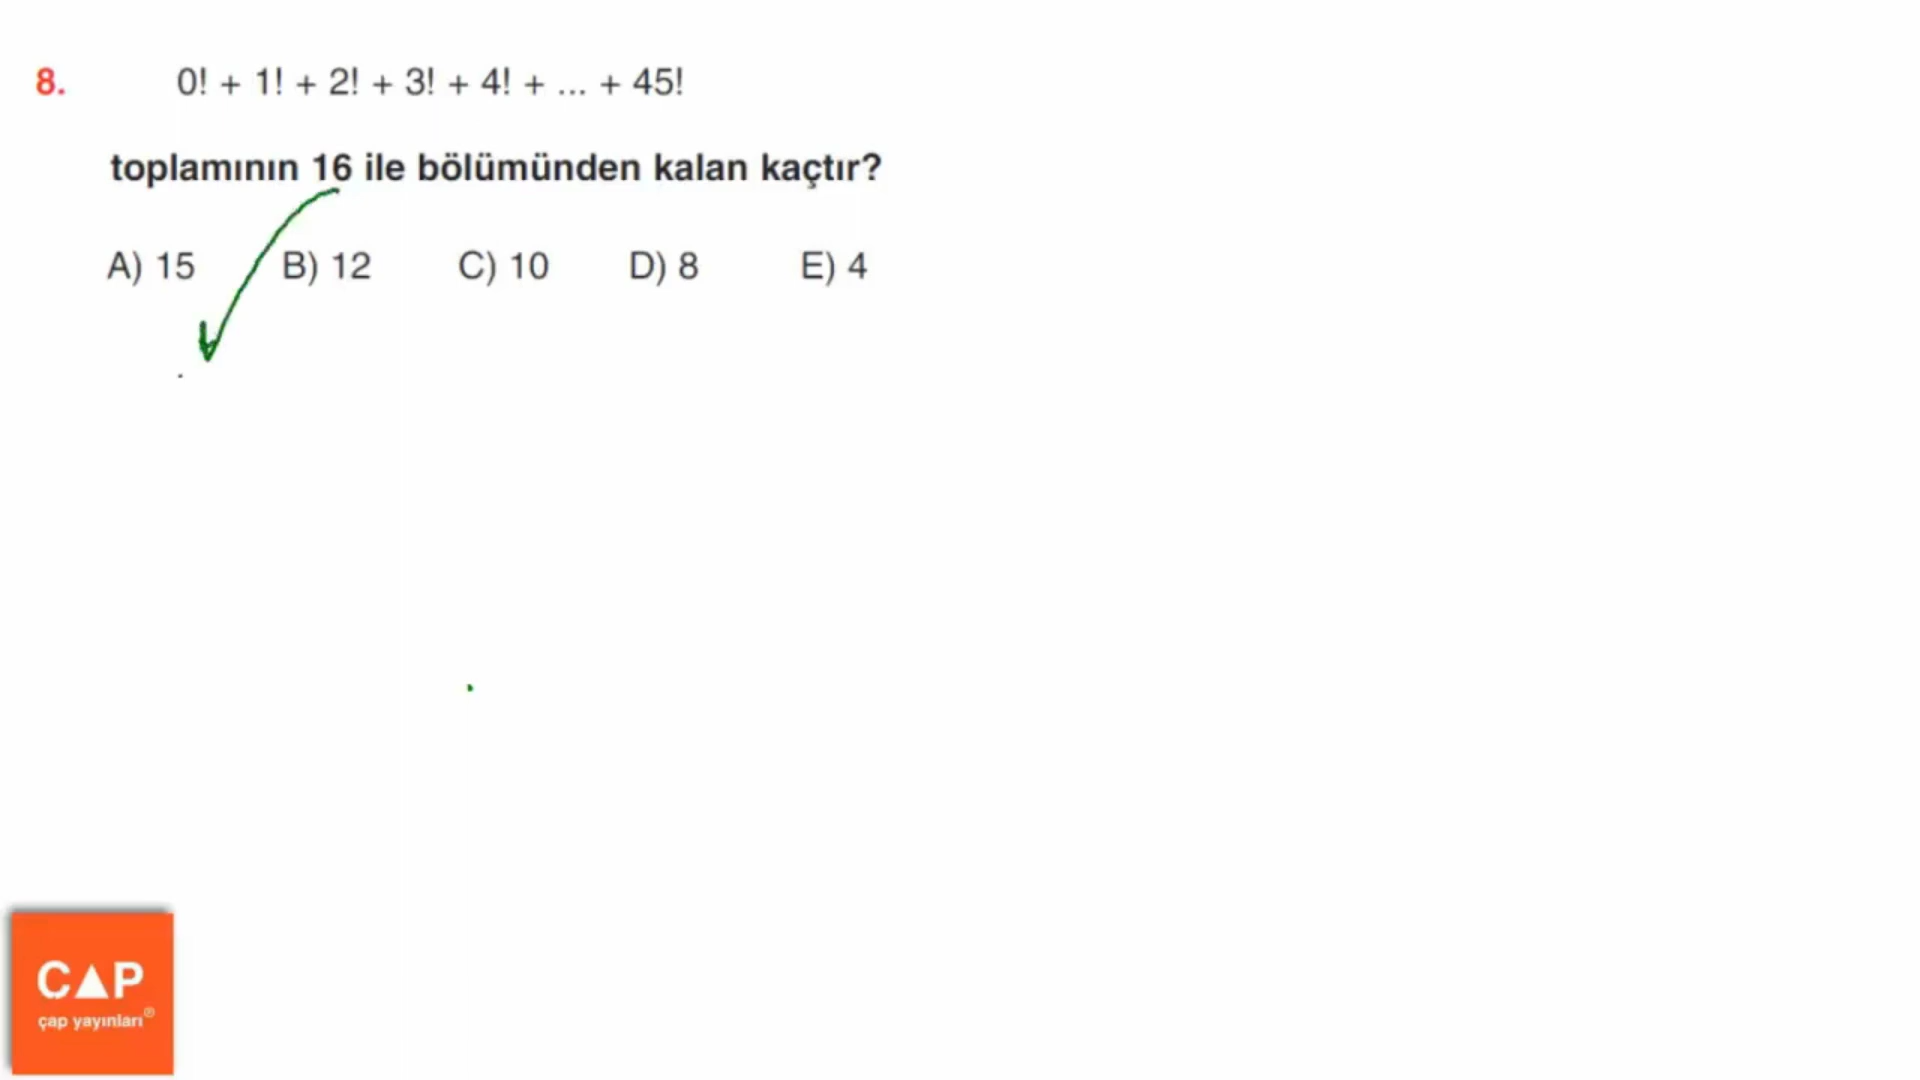 8. 0! + 1! + 2! + 3! + 4! + ... + 45!
toplamının 16 ile bölümünden kalan kaçtır?
A) 15 B) 12 C) 10 D) 8 E) 4
CAP
çap yayınları®